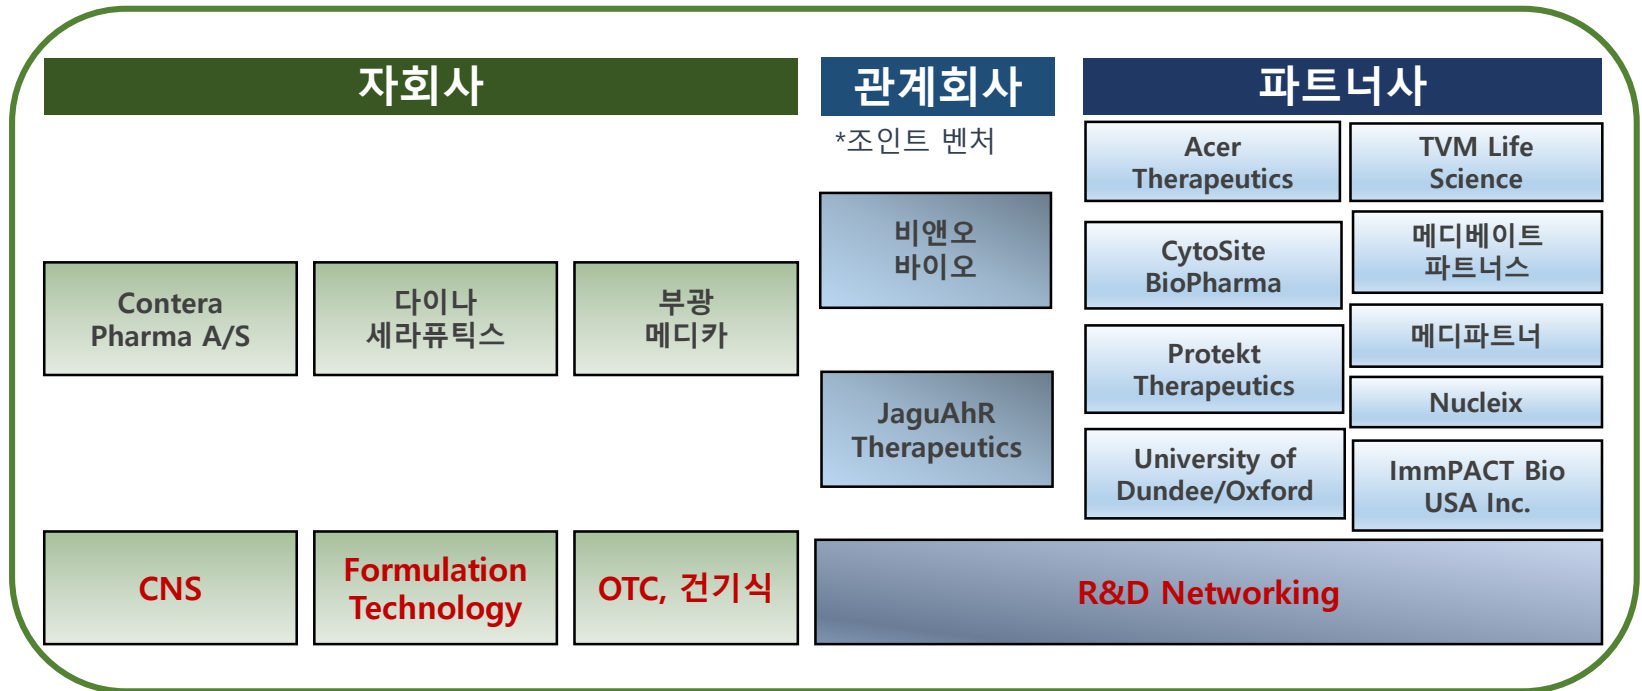 자회사
Contera
Pharma A/S
다이나
세라퓨틱스
부광
메디카
CNS
Formulation
Technology
OTC, 건기식
관계회사
*조인트 벤처
비앤오
바이오
JaguAhR
Therapeutics
파트너사
Acer
Therapeutics
TVM Life
Science
CytoSite
BioPharma
메디베이트
파트너스
Protekt
Therapeutics
메디파트너
Nucleix
University of
Dundee/Oxford
ImmPACT Bio
USA Inc.
R&D Networking